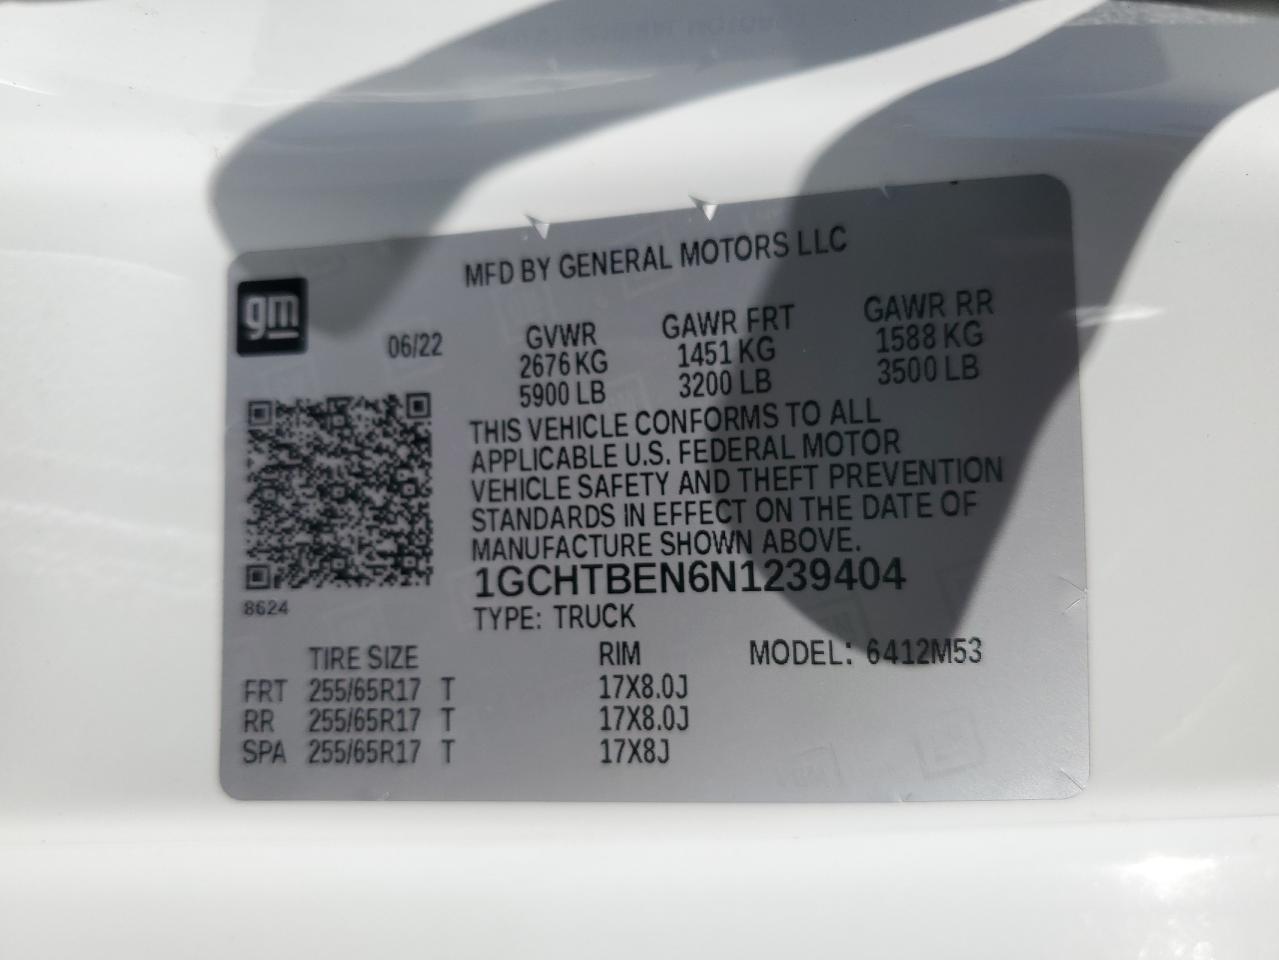 MFD BY GENERAL MOTORS LLC
gm
06/22
GVWR GAWR FRT GAWR RR
2676 KG 1451 KG 1588 KG
5900 LB 3200 LB 3500 LB
THIS VEHICLE CONFORMS TO ALL
APPLICABLE U.S. FEDERAL MOTOR
VEHICLE SAFETY AND THEFT PREVENTION
STANDARDS IN EFFECT ON THE DATE OF
MANUFACTURE SHOWN ABOVE.
1GCHTBEN6N1239404
8624
TYPE: TRUCK
TIRE SIZE RIM MODEL: 6412M53
FRT 255/65R17 T 17X8.0J
RR 255/65R17 T 17X8.0J
SPA 255/65R17 T 17X8J